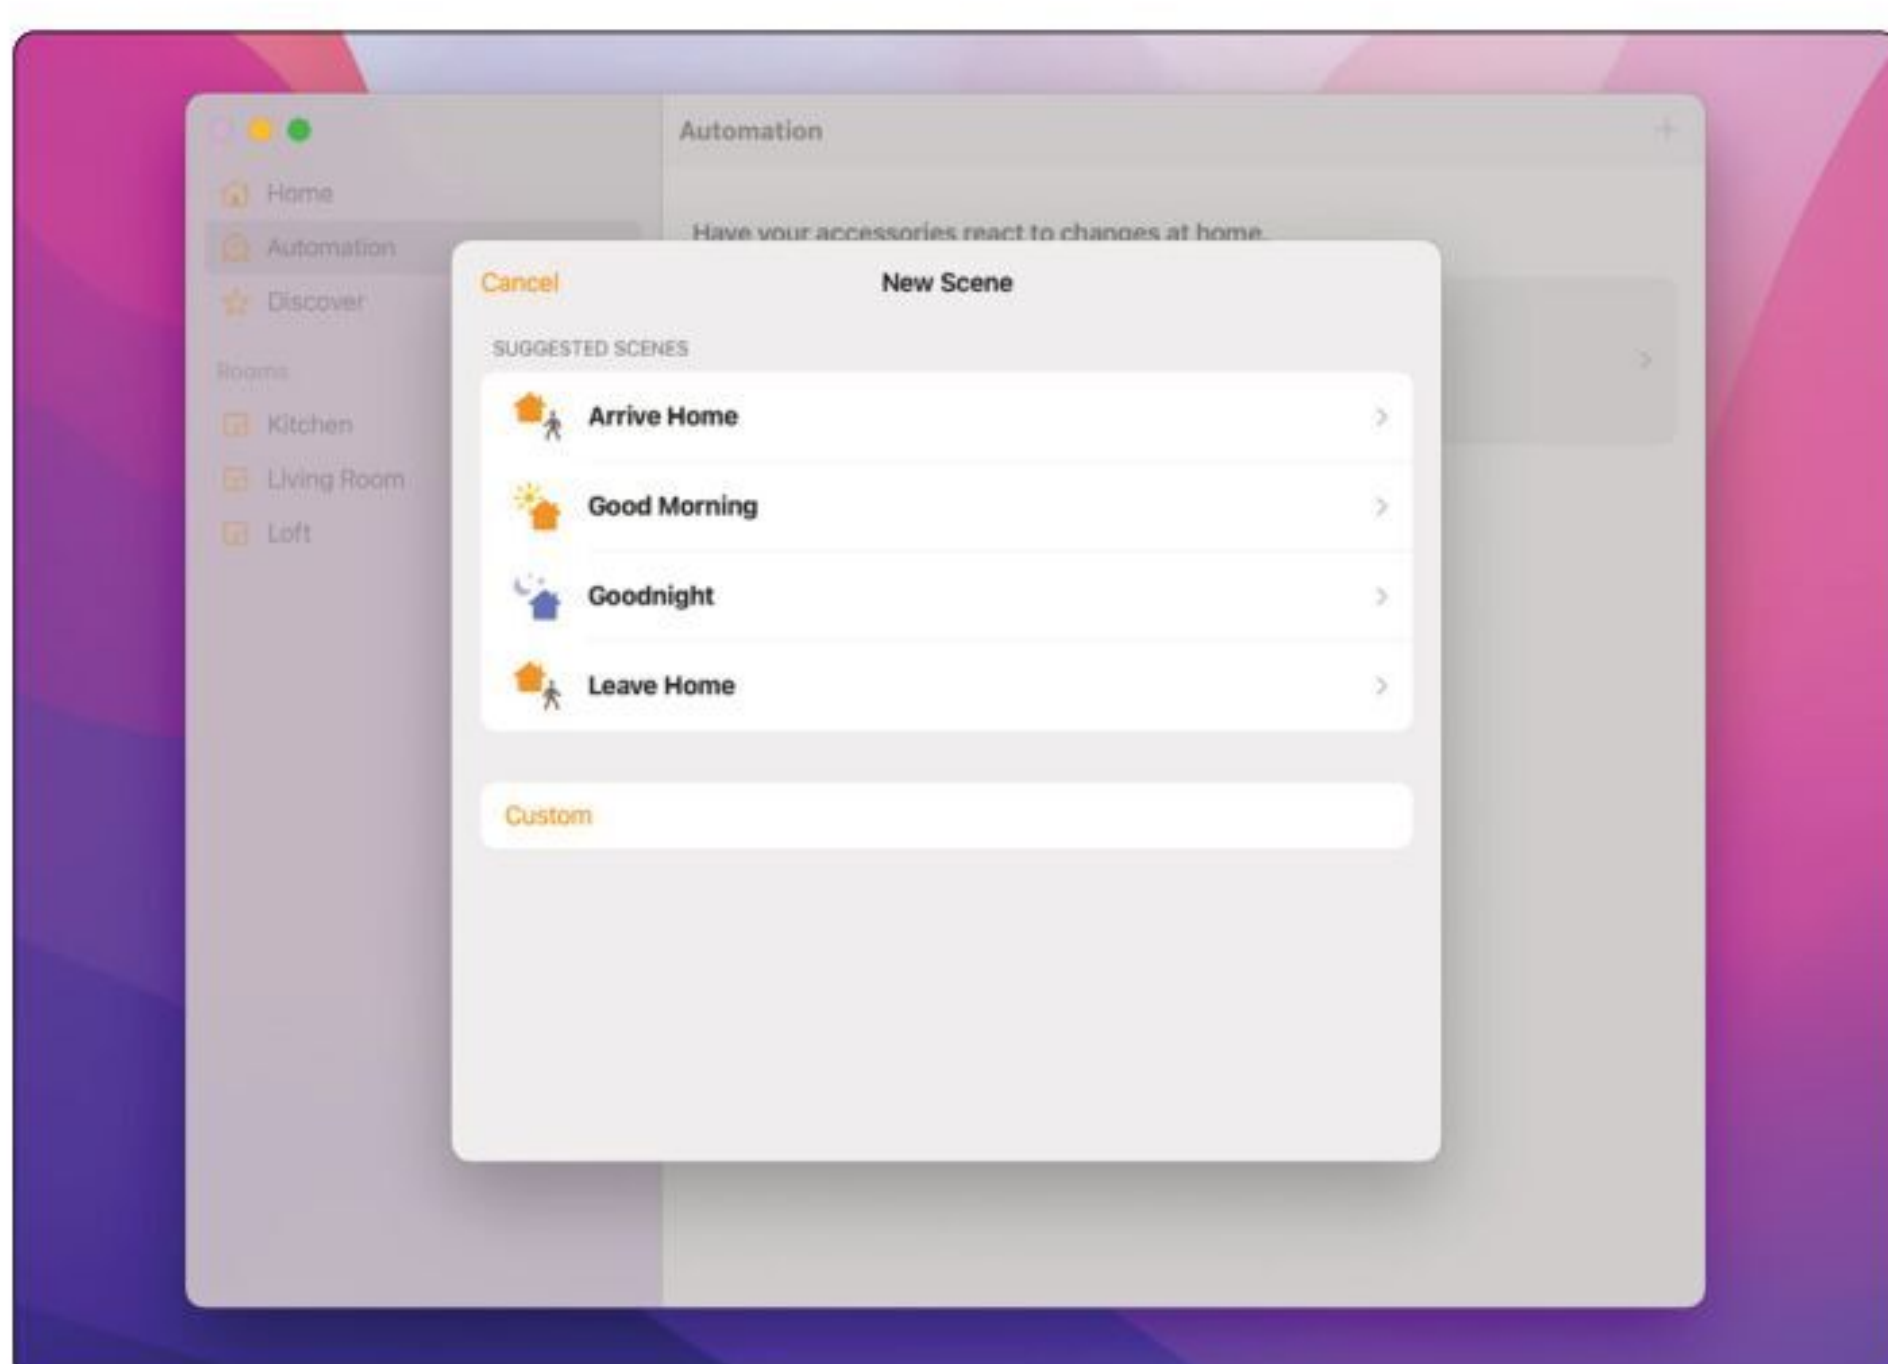 Automation
Home
Automation
Discover
Rooms
Kitchen
Living Room
Loft
Have your accessories react to changes at home.
Cancel
New Scene
SUGGESTED SCENES
Arrive Home
Good Morning
Goodnight
Leave Home
Custom